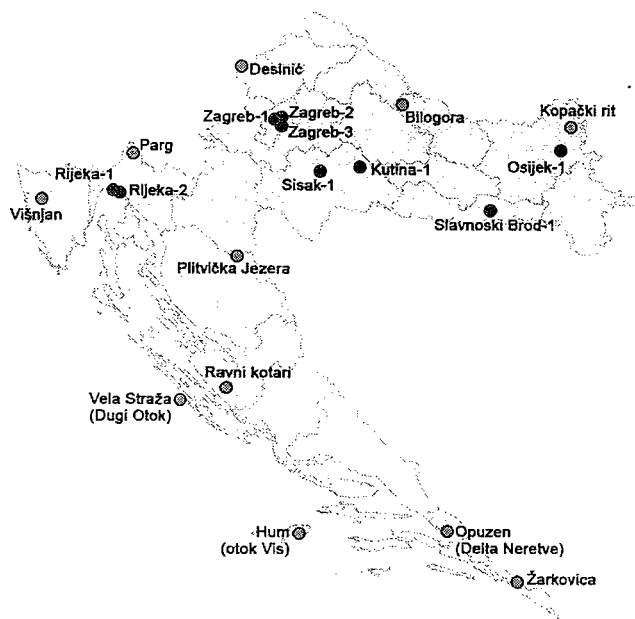 Desinić
Zagreb-1
Zagreb-2
Zagreb-3
Bilogora
Kopački rit
Parg
Rijeka-1
Rijeka-2
Sisak-1
Kutina-1
Osijek-1
Višnjan
Slavnoski Brod-1
Plitvička Jezera
Ravni kotari
Vela Straža
(Dugi Otok)
Hum
(otok Vis)
Opuzen
(Delta Neretve)
Žarkovica